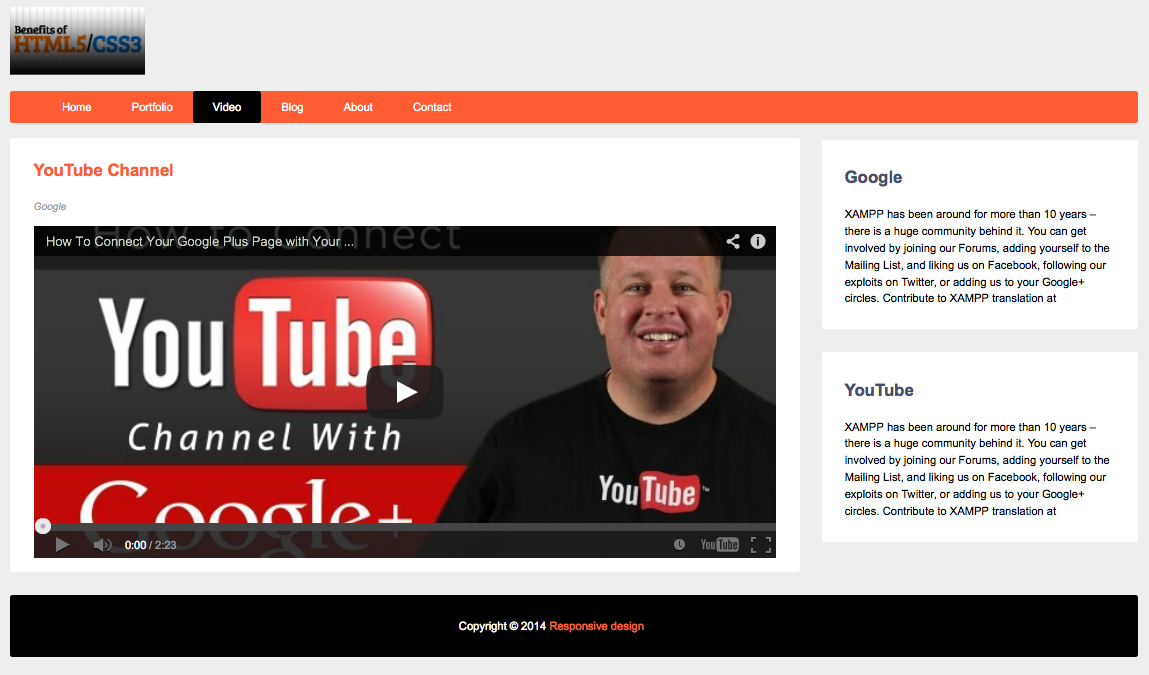 Benefits of
HTML5/CSS3
Home Portfolio Video Blog About Contact
YouTube Channel
Google
How to Connect
How To Connect Your Google Plus Page with Your ...
YouTube
Channel With
Google+
YouTube™
0:00 / 2:23
YouTube
Google
XAMPP has been around for more than 10 years –
there is a huge community behind it. You can get
involved by joining our Forums, adding yourself to the
Mailing List, and liking us on Facebook, following our
exploits on Twitter, or adding us to your Google+
circles. Contribute to XAMPP translation at
YouTube
XAMPP has been around for more than 10 years –
there is a huge community behind it. You can get
involved by joining our Forums, adding yourself to the
Mailing List, and liking us on Facebook, following our
exploits on Twitter, or adding us to your Google+
circles. Contribute to XAMPP translation at
Copyright © 2014 Responsive design